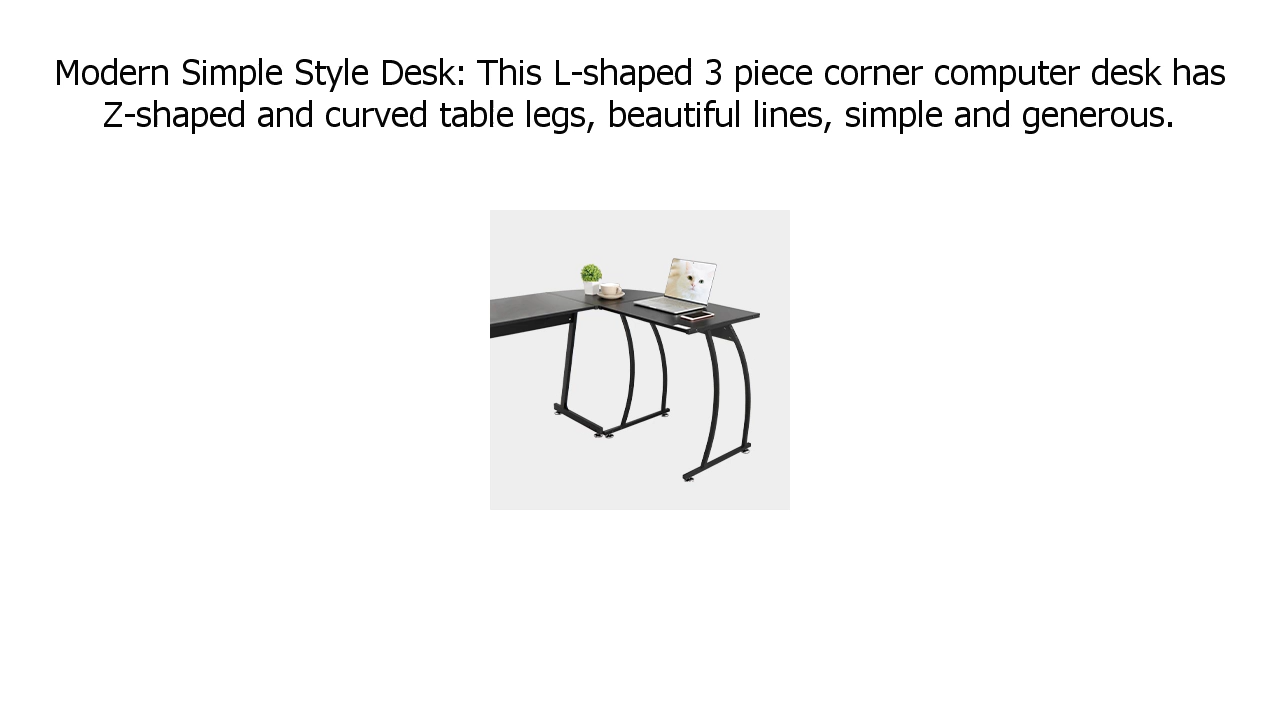 Modern Simple Style Desk: This L-shaped 3 piece corner computer desk has
Z-shaped and curved table legs, beautiful lines, simple and generous.